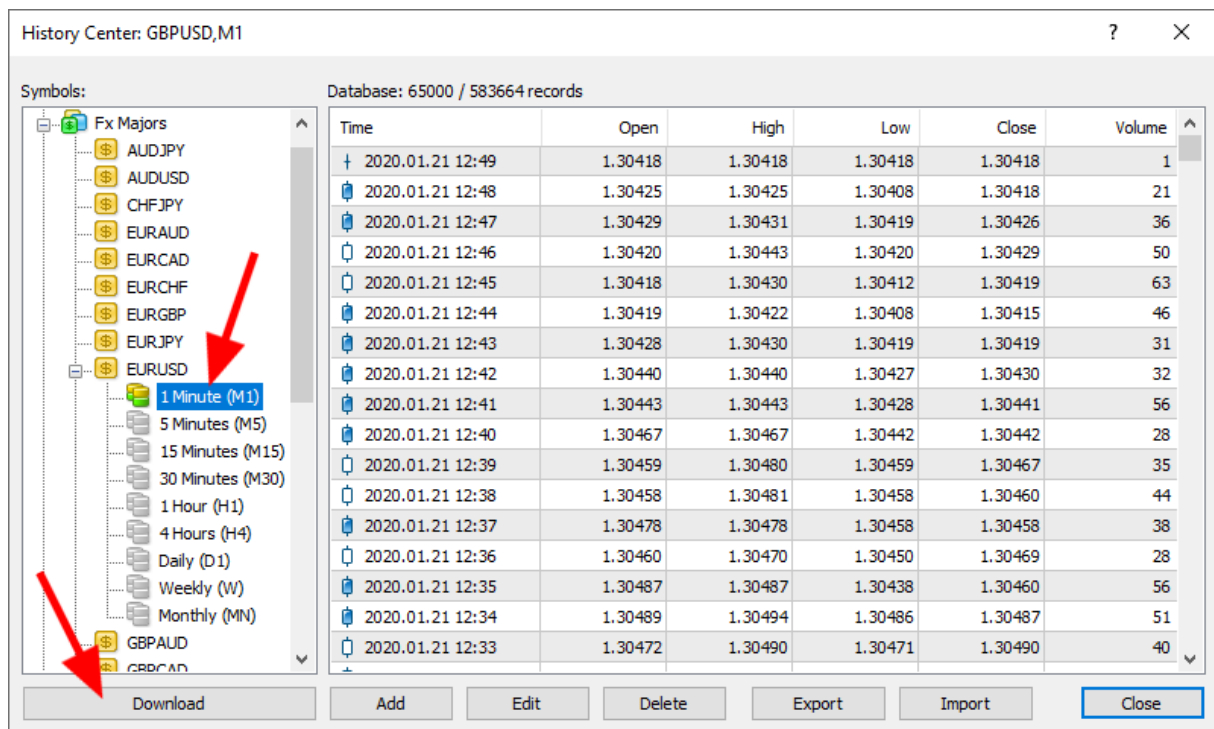 History Center: GBPUSD,M1 ? ×
Symbols: Database: 65000 / 583664 records
Fx Majors
AUDJPY
AUDUSD
CHFJPY
EURAUD
EURCAD
EURCHF
EURGBP
EURJPY
EURUSD
1 Minute (M1)
5 Minutes (M5)
15 Minutes (M15)
30 Minutes (M30)
1 Hour (H1)
4 Hours (H4)
Daily (D1)
Weekly (W)
Monthly (MN)
GBPAUD
GBPCAD
Time Open High Low Close Volume
2020.01.21 12:49 1.30418 1.30418 1.30418 1.30418 1
2020.01.21 12:48 1.30425 1.30425 1.30408 1.30418 21
2020.01.21 12:47 1.30429 1.30431 1.30419 1.30426 36
2020.01.21 12:46 1.30420 1.30443 1.30420 1.30429 50
2020.01.21 12:45 1.30418 1.30430 1.30412 1.30419 63
2020.01.21 12:44 1.30419 1.30422 1.30408 1.30415 46
2020.01.21 12:43 1.30428 1.30430 1.30419 1.30419 31
2020.01.21 12:42 1.30440 1.30440 1.30427 1.30430 32
2020.01.21 12:41 1.30443 1.30443 1.30428 1.30441 56
2020.01.21 12:40 1.30467 1.30467 1.30442 1.30442 28
2020.01.21 12:39 1.30459 1.30480 1.30459 1.30467 35
2020.01.21 12:38 1.30458 1.30481 1.30458 1.30460 44
2020.01.21 12:37 1.30478 1.30478 1.30458 1.30458 38
2020.01.21 12:36 1.30460 1.30470 1.30450 1.30469 28
2020.01.21 12:35 1.30487 1.30487 1.30438 1.30460 56
2020.01.21 12:34 1.30489 1.30494 1.30486 1.30487 51
2020.01.21 12:33 1.30472 1.30490 1.30471 1.30490 40
Download Add Edit Delete Export Import Close